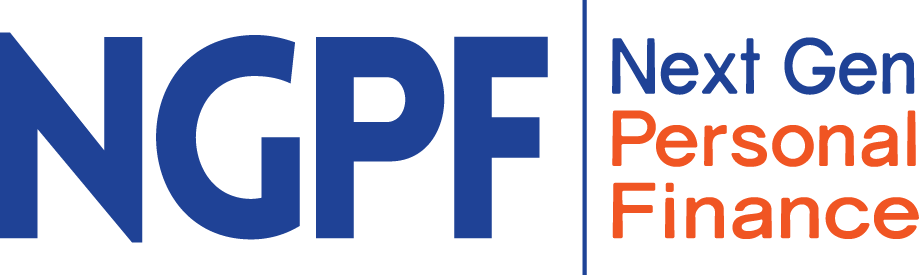 NGPF
Next Gen
Personal
Finance